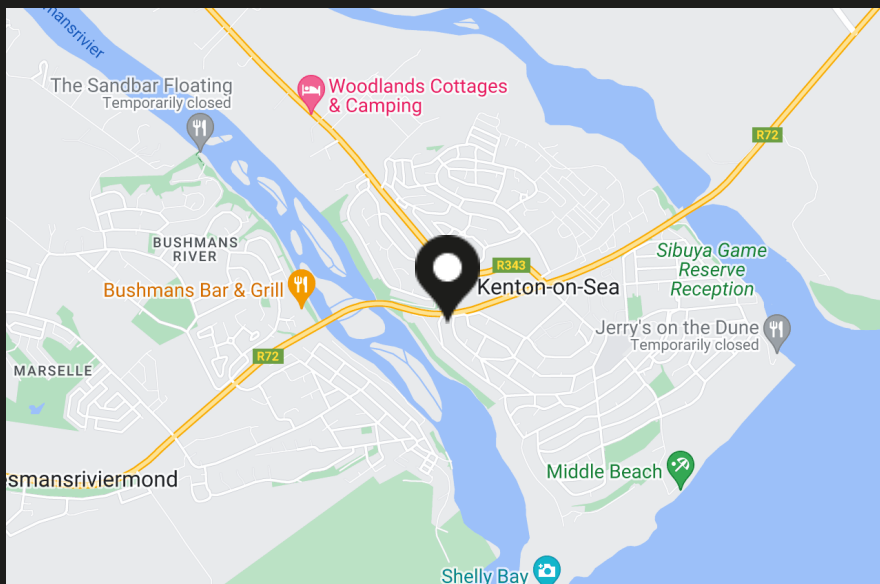 mansrivier
The Sandbar Floating
Temporarily closed
Woodlands Cottages
& Camping
R72
BUSHMANS
RIVER
Sibuya Game
Reserve
Reception
R343
Kenton-on-Sea
Bushmans Bar & Grill
Jerry's on the Dune
Temporarily closed
R72
MARSELLE
smansriviermond
Middle Beach
Shelly Bay